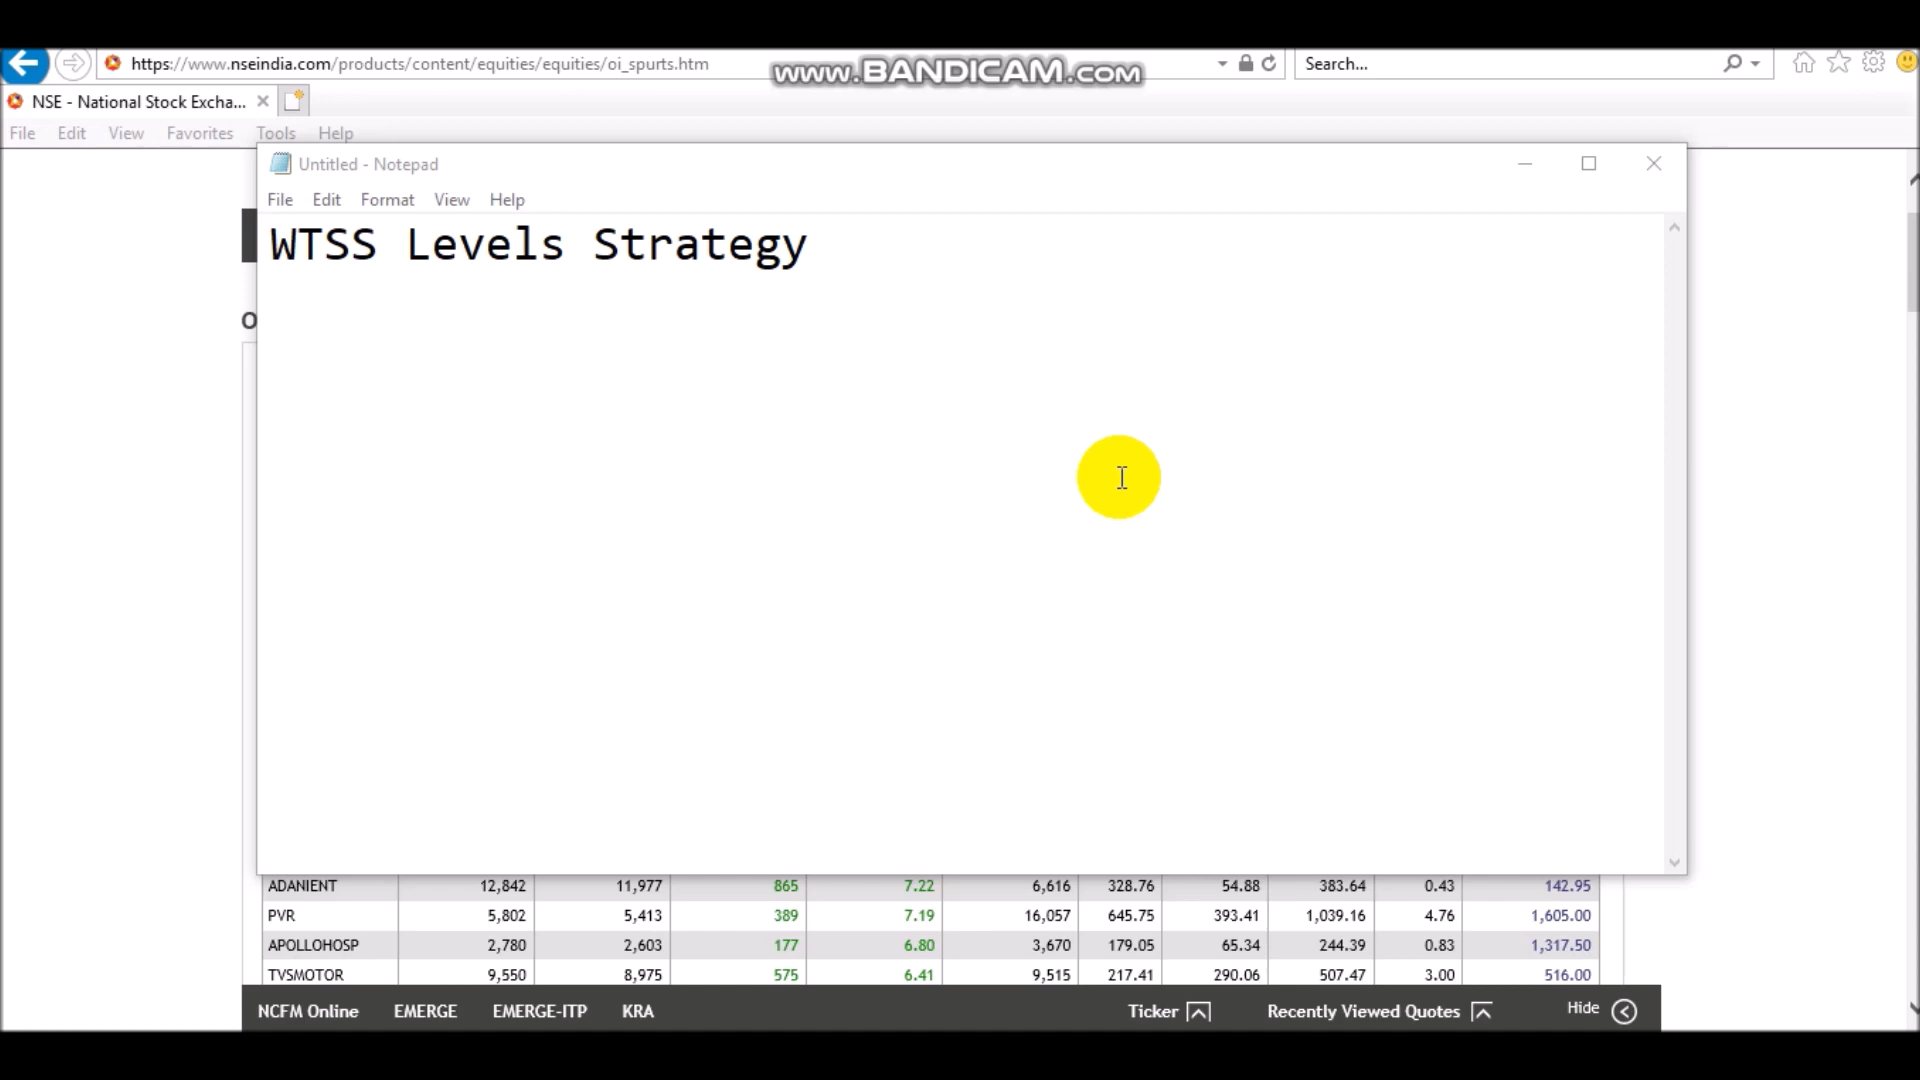 https://www.nseindia.com/products/content/equities/equities/oi_spurts.htm
www.BANDICAM.com
Search...
NSE - National Stock Excha...
File Edit View Favorites Tools Help
Untitled - Notepad
File Edit Format View Help
WTSS Levels Strategy
O
ADANIENT 12,842 11,977 865 7.22 6,616 328.76 54.88 383.64 0.43 142.95
PVR 5,802 5,413 389 7.19 16,057 645.75 393.41 1,039.16 4.76 1,605.00
APOLLOHOSP 2,780 2,603 177 6.80 3,670 179.05 65.34 244.39 0.83 1,317.50
TVSMOTOR 9,550 8,975 575 6.41 9,515 217.41 290.06 507.47 3.00 516.00
NCFM Online EMERGE EMERGE-ITP KRA Ticker Recently Viewed Quotes Hide